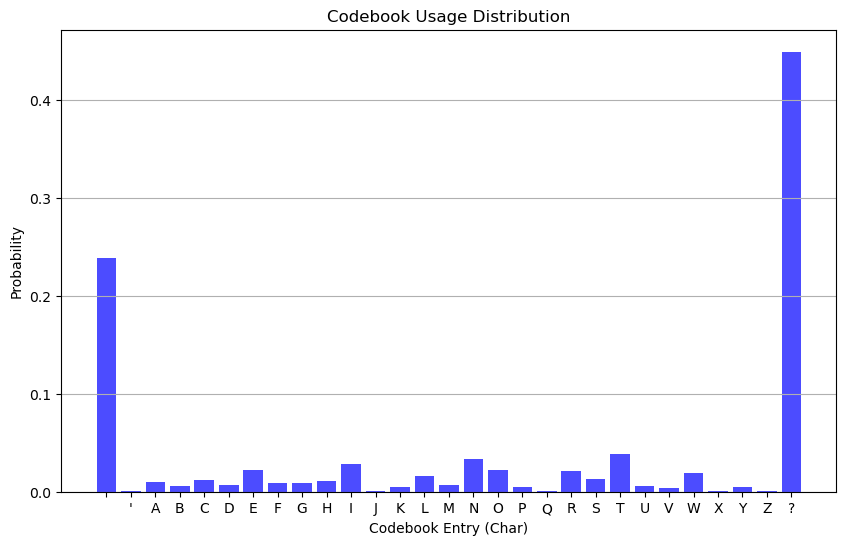 Codebook Usage Distribution
Probability
0.4
0.3
0.2
0.1
0.0
' A B C D E F G H I J K L M N O P Q R S T U V W X Y Z ?
Codebook Entry (Char)